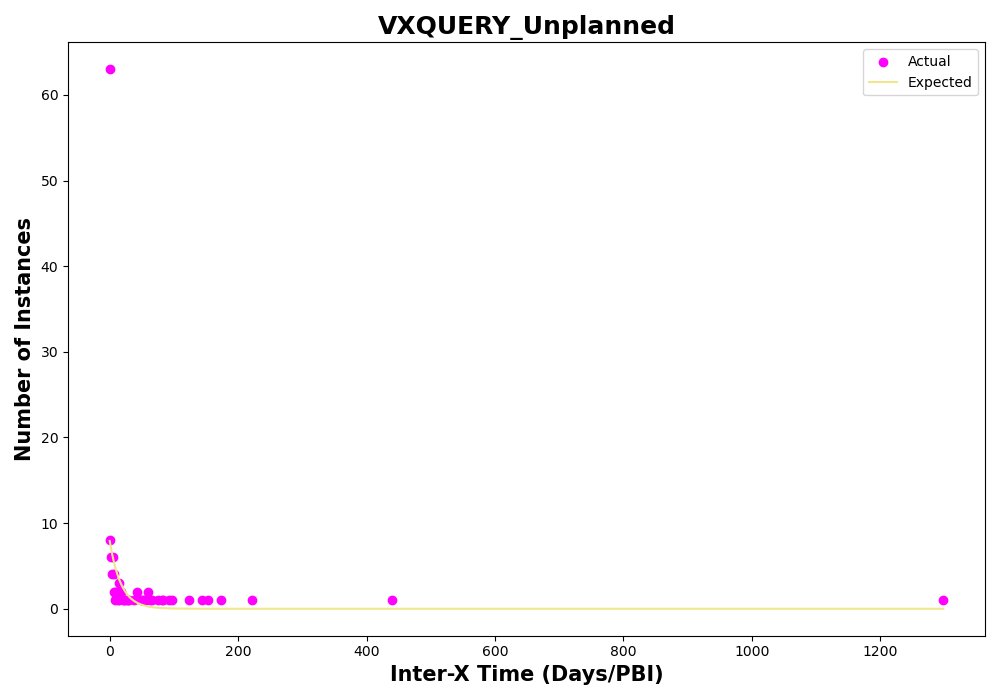 VXQUERY_Unplanned
Actual
Expected
60
50
40
30
20
10
0
Number of Instances
0 200 400 600 800 1000 1200
Inter-X Time (Days/PBI)